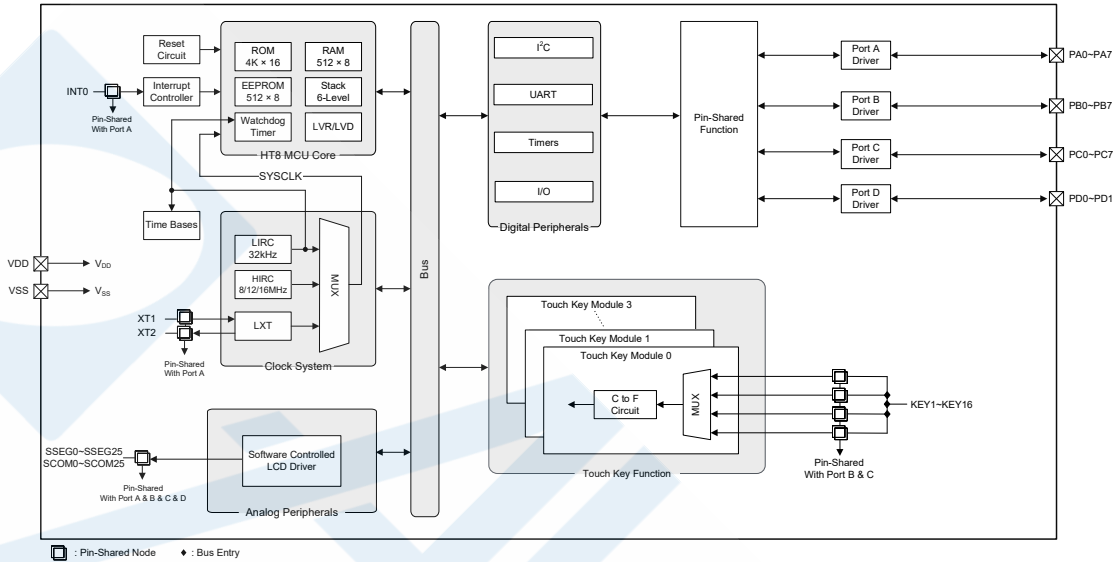 Reset
Circuit
INT0
Interrupt
Controller
Pin-Shared
With Port A
ROM
4K × 16
RAM
512 × 8
EEPROM
512 × 8
Stack
6-Level
Watchdog
Timer
LVR/LVD
HT8 MCU Core
SYSCLK
Time Bases
LIRC
32kHz
HIRC
8/12/16MHz
LXT
MUX
Clock System
VDD
VDD
VSS
VSS
XT1
XT2
Pin-Shared
With Port A
SSEG0~SSEG25
SCOM0~SCOM25
Pin-Shared
With Port A & B & C & D
Software Controlled
LCD Driver
Analog Peripherals
Bus
I²C
UART
Timers
I/O
Digital Peripherals
Pin-Shared
Function
Port A
Driver
PA0~PA7
Port B
Driver
PB0~PB7
Port C
Driver
PC0~PC7
Port D
Driver
PD0~PD1
Touch Key Module 3
Touch Key Module 1
Touch Key Module 0
C to F
Circuit
MUX
KEY1~KEY16
Pin-Shared
With Port B & C
Touch Key Function
: Pin-Shared Node
: Bus Entry